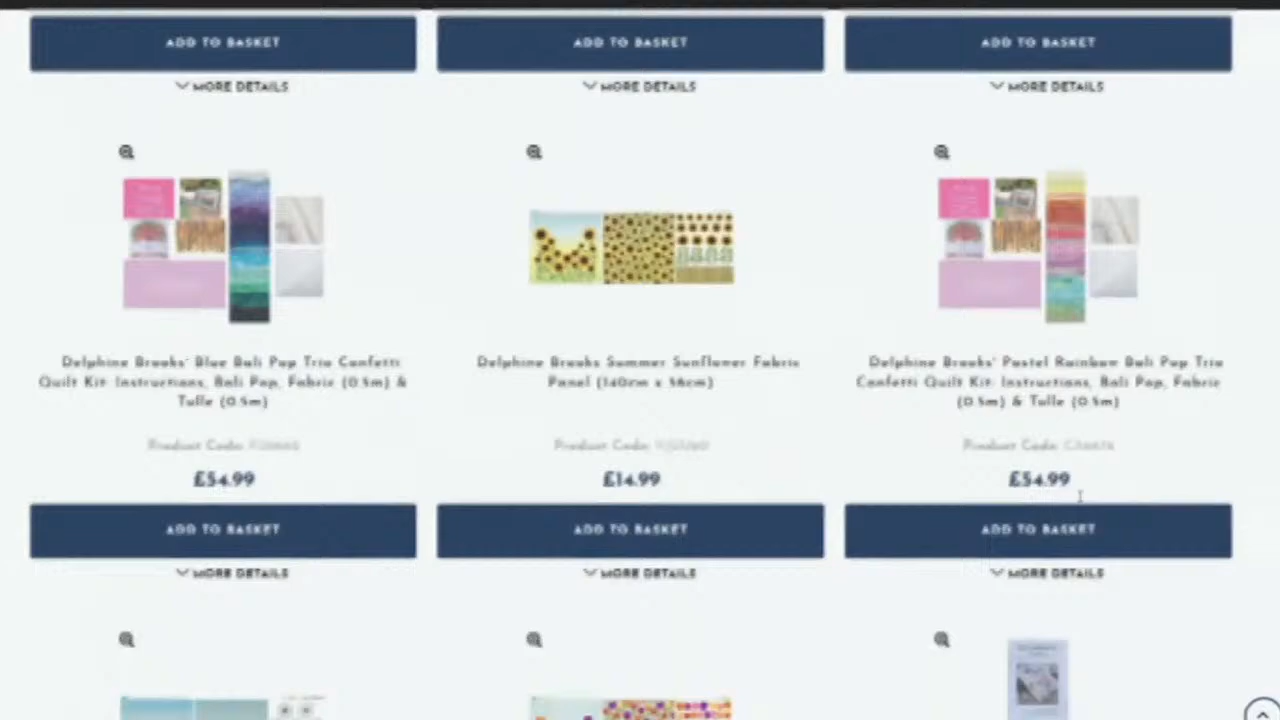 ADD TO BASKET ADD TO BASKET ADD TO BASKET
MORE DETAILS MORE DETAILS MORE DETAILS
Delphine Brooks' Blue Bali Pop Trio Confetti
Quilt Kit: Instructions, Bali Pop, Fabric (0.5m) &
Tulle (0.5m)
Product Code:
£54.99
Delphine Brooks Summer Sunflower Fabric
Panel (140cm x 56cm)
Product Code:
£14.99
Delphine Brooks' Pastel Rainbow Bali Pop Trio
Confetti Quilt Kit: Instructions, Bali Pop, Fabric
(0.5m) & Tulle (0.5m)
Product Code:
£54.99
ADD TO BASKET ADD TO BASKET ADD TO BASKET
MORE DETAILS MORE DETAILS MORE DETAILS